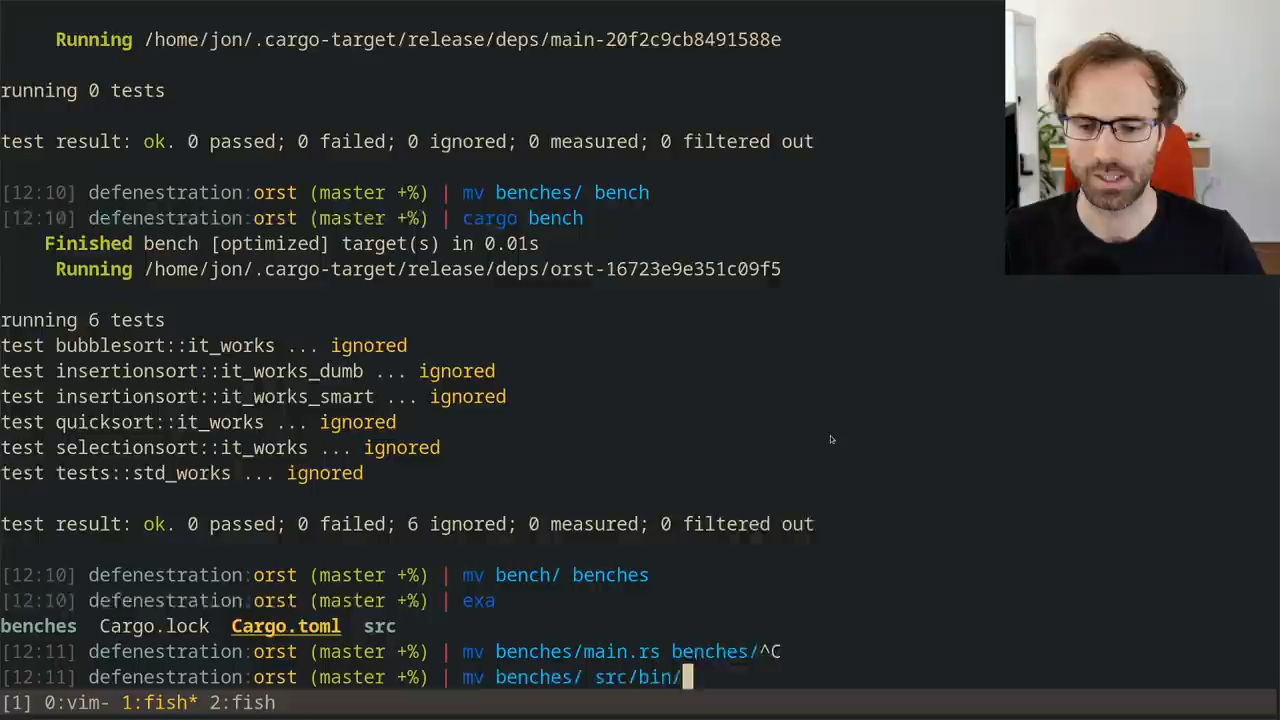 Running /home/jon/.cargo-target/release/deps/main-20f2c9cb8491588e
running 0 tests
test result: ok. 0 passed; 0 failed; 0 ignored; 0 measured; 0 filtered out
[12:10] defenestration:orst (master +%) | mv benches/ bench
[12:10] defenestration:orst (master +%) | cargo bench
Finished bench [optimized] target(s) in 0.01s
Running /home/jon/.cargo-target/release/deps/orst-16723e9e351c09f5
running 6 tests
test bubblesort::it_works ... ignored
test insertionsort::it_works_dumb ... ignored
test insertionsort::it_works_smart ... ignored
test quicksort::it_works ... ignored
test selectionsort::it_works ... ignored
test tests::std_works ... ignored
test result: ok. 0 passed; 0 failed; 6 ignored; 0 measured; 0 filtered out
[12:10] defenestration:orst (master +%) | mv bench/ benches
[12:10] defenestration:orst (master +%) | exa
benches Cargo.lock Cargo.toml src
[12:11] defenestration:orst (master +%) | mv benches/main.rs benches/^C
[12:11] defenestration:orst (master +%) | mv benches/ src/bin/
[1] 0:vim- 1:fish* 2:fish